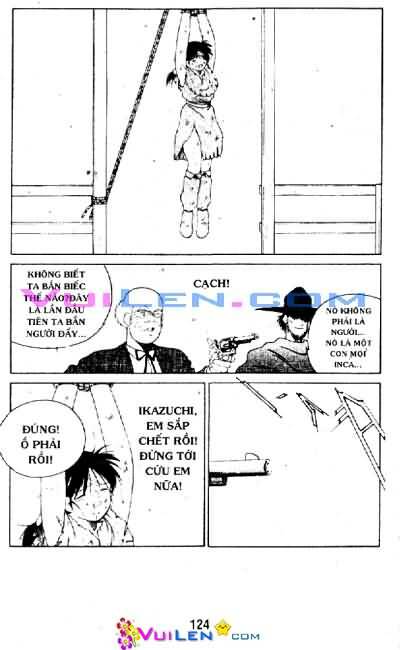 KHÔNG BIẾT
TA BẮN BIẾC
THẾ NÀO?ĐÂY
LÀ LẦN ĐẦU
TIÊN TA BẮN
NGƯỜI ĐẤY...
CẠCH!
NÓ KHÔNG
PHẢI LÀ
NGƯỜI...
NÓ LÀ MỘT
CON MỌI
INCA...
VUILEN.COM
ĐÚNG!
Ồ PHẢI
RỒI!
IKAZUCHI,
EM SẮP
CHẾT RỒI!
ĐỪNG TỚI
CỨU EM
NỮA!
124
VUILEN.COM